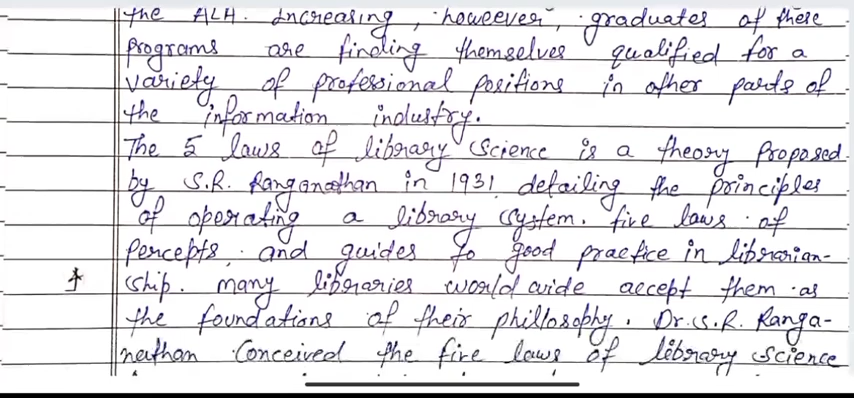 the ALA. Increasing, howeever, graduates of these
programs are finding themselves qualified for a
variety of professional positions in other parts of
the information industry.
The 5 laws of library science is a theory proposed
by S.R. Ranganathan in 1931 detailing the principles
of operating a library system. five laws of
percepts. and guides to good practice in librarian-
ship. many libraries world wide accept them as
the foundations of their phillosophy. Dr. S.R. Ranga-
nathan conceived the five laws of library science